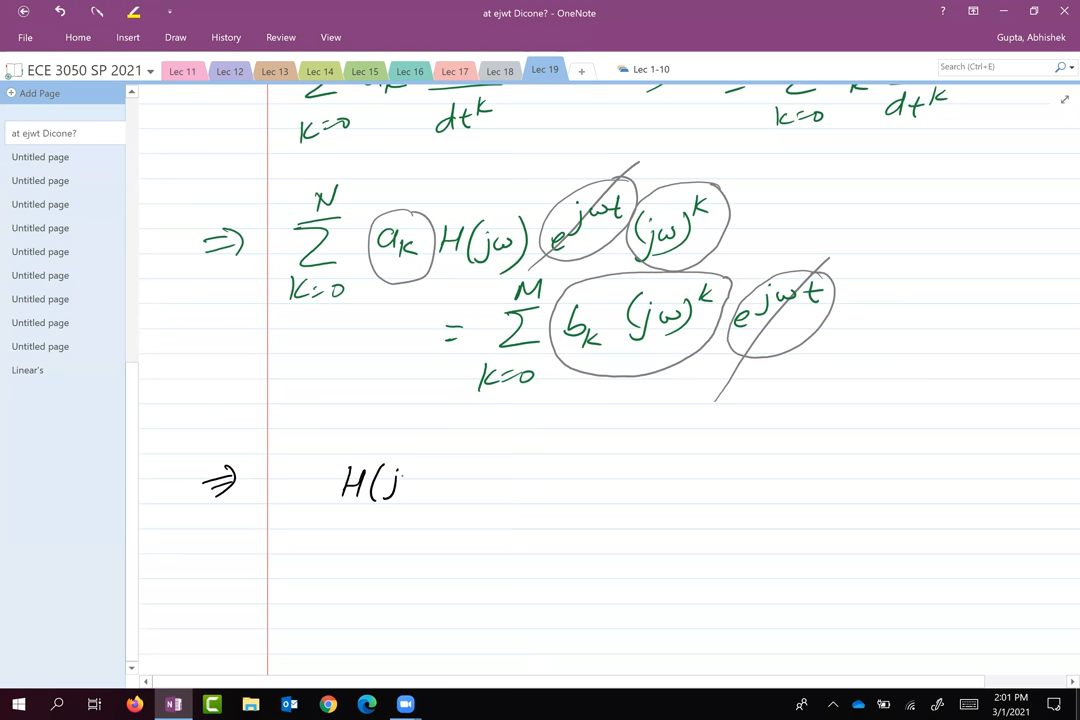 at ejwt Dicone? - OneNote
?
File Home Insert Draw History Review View
Gupta, Abhishek
ECE 3050 SP 2021 Lec 11 Lec 12 Lec 13 Lec 14 Lec 15 Lec 16 Lec 17 Lec 18 Lec 19 + Lec 1-10
Search (Ctrl+E)
Add Page
at ejwt Dicone?
Untitled page
Untitled page
Untitled page
Untitled page
Untitled page
Untitled page
Untitled page
Untitled page
Untitled page
Linear's
k=0 dt^k = k=0 dt^k
⇒ N Σ k=0 a_k H(jω) e^{jωt} (jω)^k
= M Σ k=0 b_k (jω)^k e^{jωt}
⇒ H(j
2:01 PM
3/1/2021